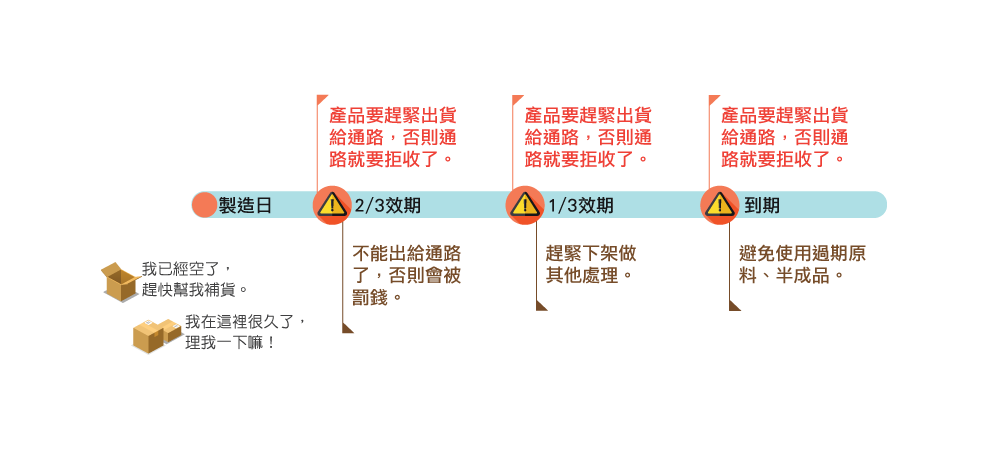 產品要趕緊出貨
給通路，否則通
路就要拒收了。
產品要趕緊出貨
給通路，否則通
路就要拒收了。
產品要趕緊出貨
給通路，否則通
路就要拒收了。
製造日
2/3效期
1/3效期
到期
不能出給通路
了，否則會被
罰錢。
趕緊下架做
其他處理。
避免使用過期原
料、半成品。
我已經空了，
趕快幫我補貨。
我在這裡很久了，
理我一下嘛！